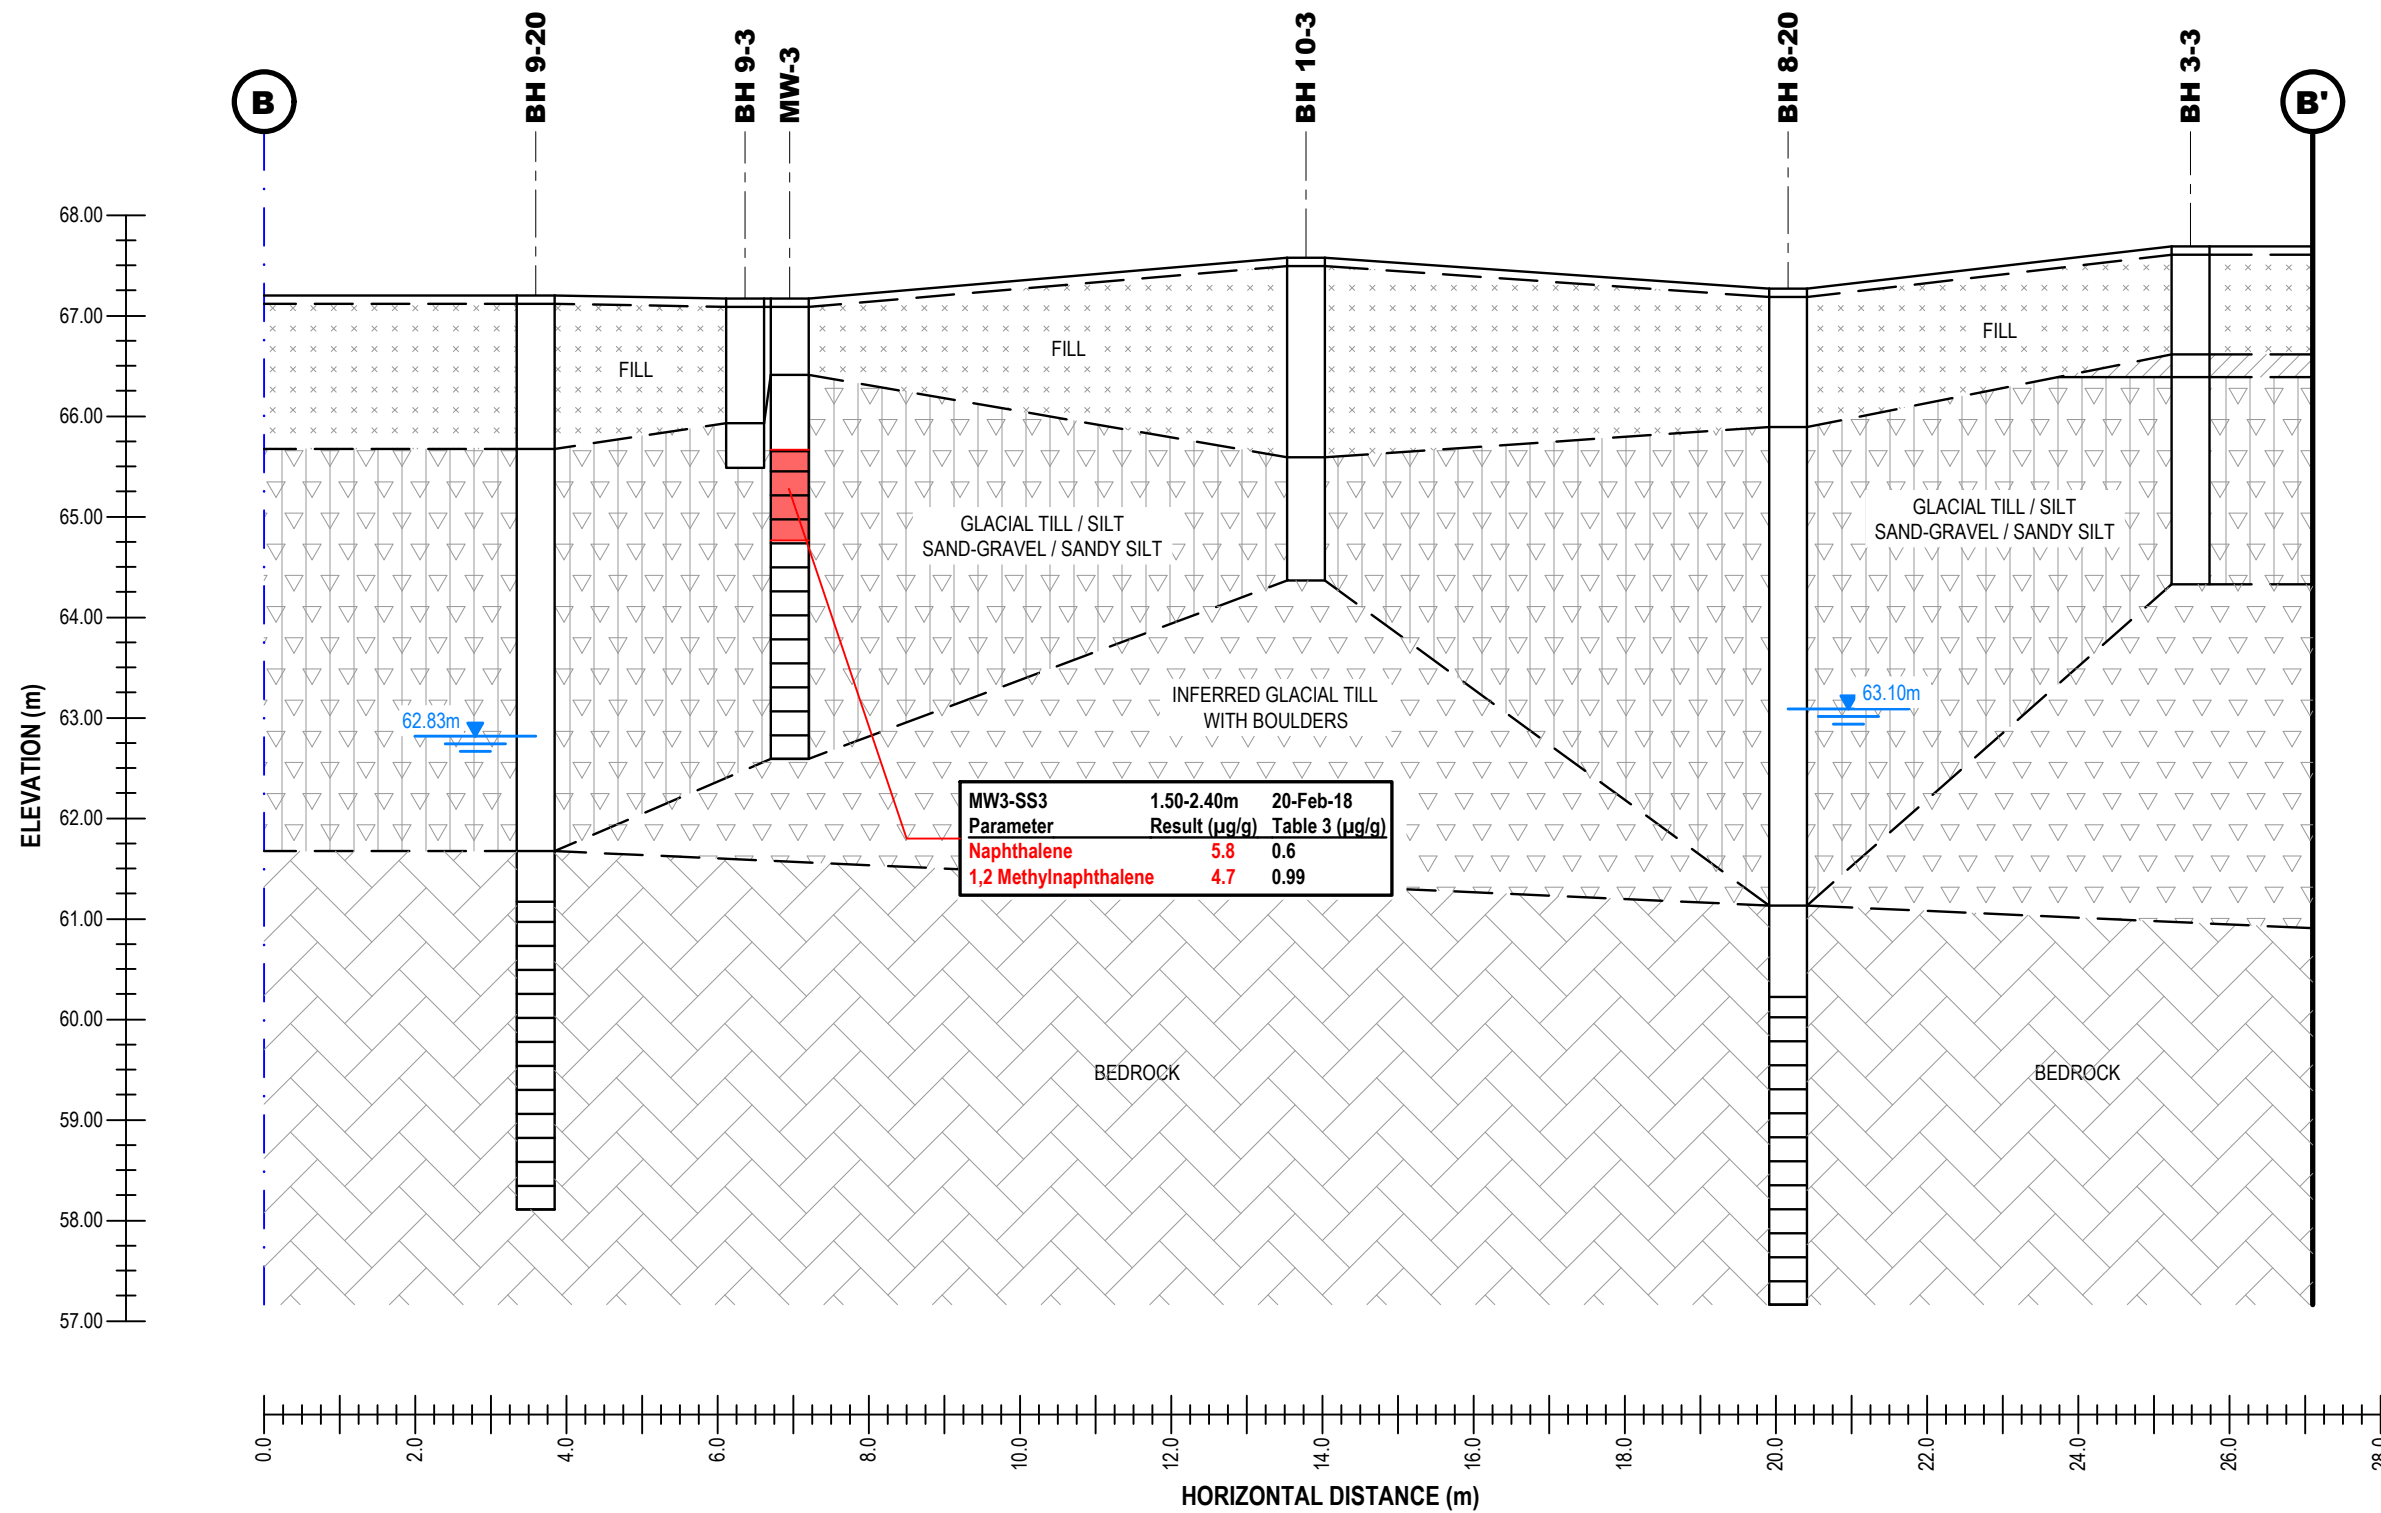 B
BH 9-20
BH 9-3
MW-3
BH 10-3
BH 8-20
BH 3-3
B'
ELEVATION (m)
68.00
67.00
66.00
65.00
64.00
63.00
62.00
61.00
60.00
59.00
58.00
57.00
FILL
FILL
FILL
GLACIAL TILL / SILT
SAND-GRAVEL / SANDY SILT
GLACIAL TILL / SILT
SAND-GRAVEL / SANDY SILT
62.83m
63.10m
INFERRED GLACIAL TILL
WITH BOULDERS
MW3-SS3 1.50-2.40m 20-Feb-18
Parameter Result (µg/g) Table 3 (µg/g)
Naphthalene 5.8 0.6
1,2 Methylnaphthalene 4.7 0.99
BEDROCK
BEDROCK
0.0
2.0
4.0
6.0
8.0
10.0
12.0
14.0
16.0
18.0
20.0
22.0
24.0
26.0
28.0
HORIZONTAL DISTANCE (m)